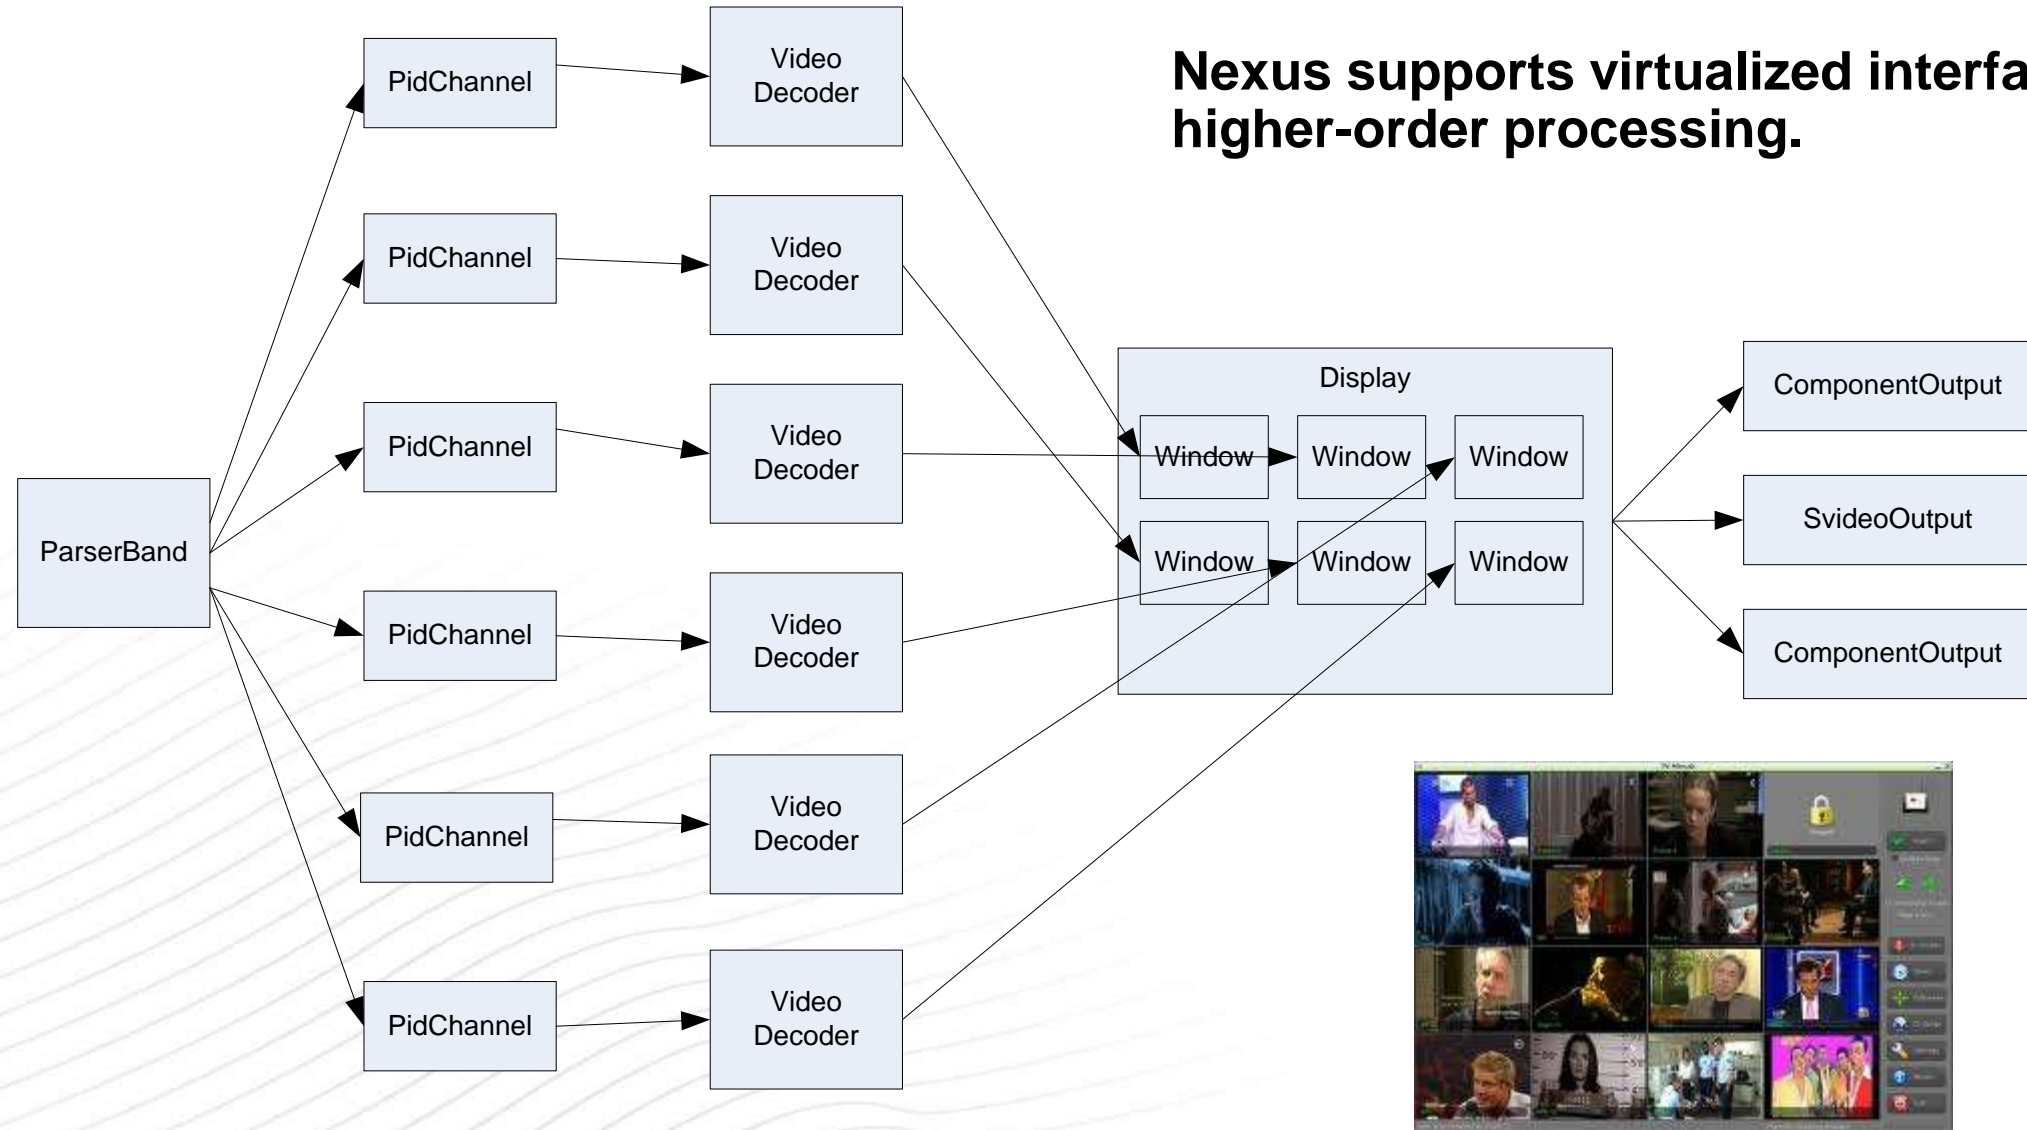 Nexus supports virtualized interfa
higher-order processing.
PidChannel
Video
Decoder
PidChannel
Video
Decoder
PidChannel
Video
Decoder
ParserBand
PidChannel
Video
Decoder
PidChannel
Video
Decoder
PidChannel
Video
Decoder
Display
Window
Window
Window
Window
Window
Window
ComponentOutput
SvideoOutput
ComponentOutput